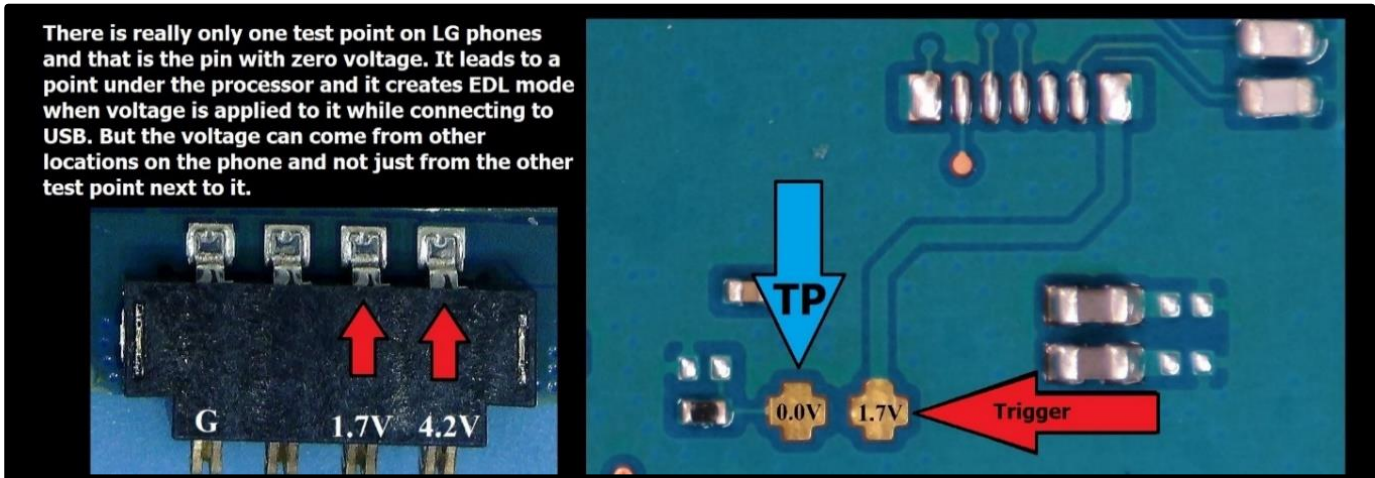 There is really only one test point on LG phones
and that is the pin with zero voltage. It leads to a
point under the processor and it creates EDL mode
when voltage is applied to it while connecting to
USB. But the voltage can come from other
locations on the phone and not just from the other
test point next to it.
G 1.7V 4.2V
TP
0.0V 1.7V Trigger